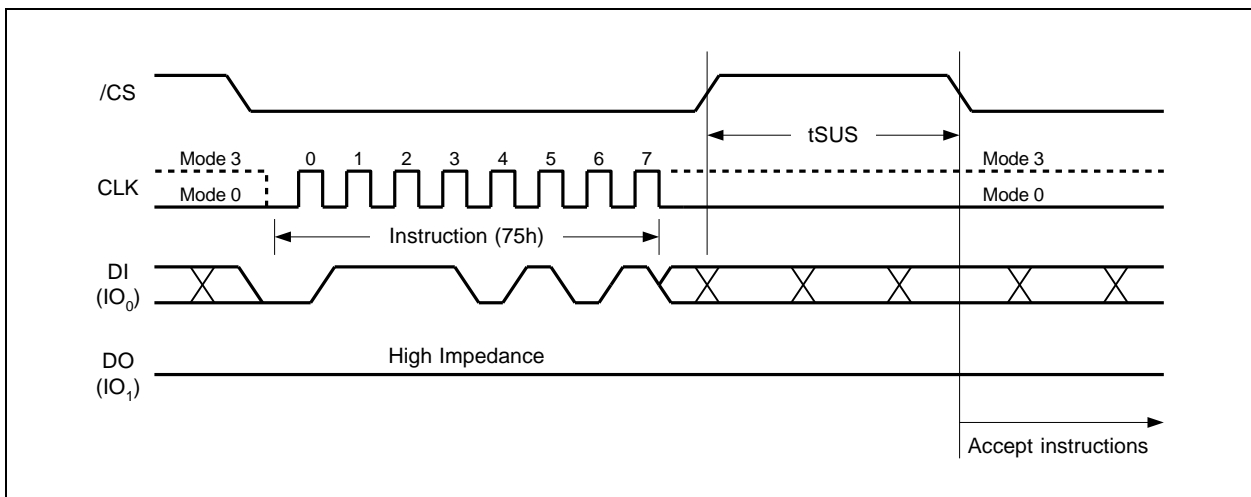 /CS
tSUS
Mode 3 0 1 2 3 4 5 6 7 Mode 3
CLK
Mode 0 Mode 0
Instruction (75h)
DI
(IO₀)
High Impedance
DO
(IO₁)
Accept instructions